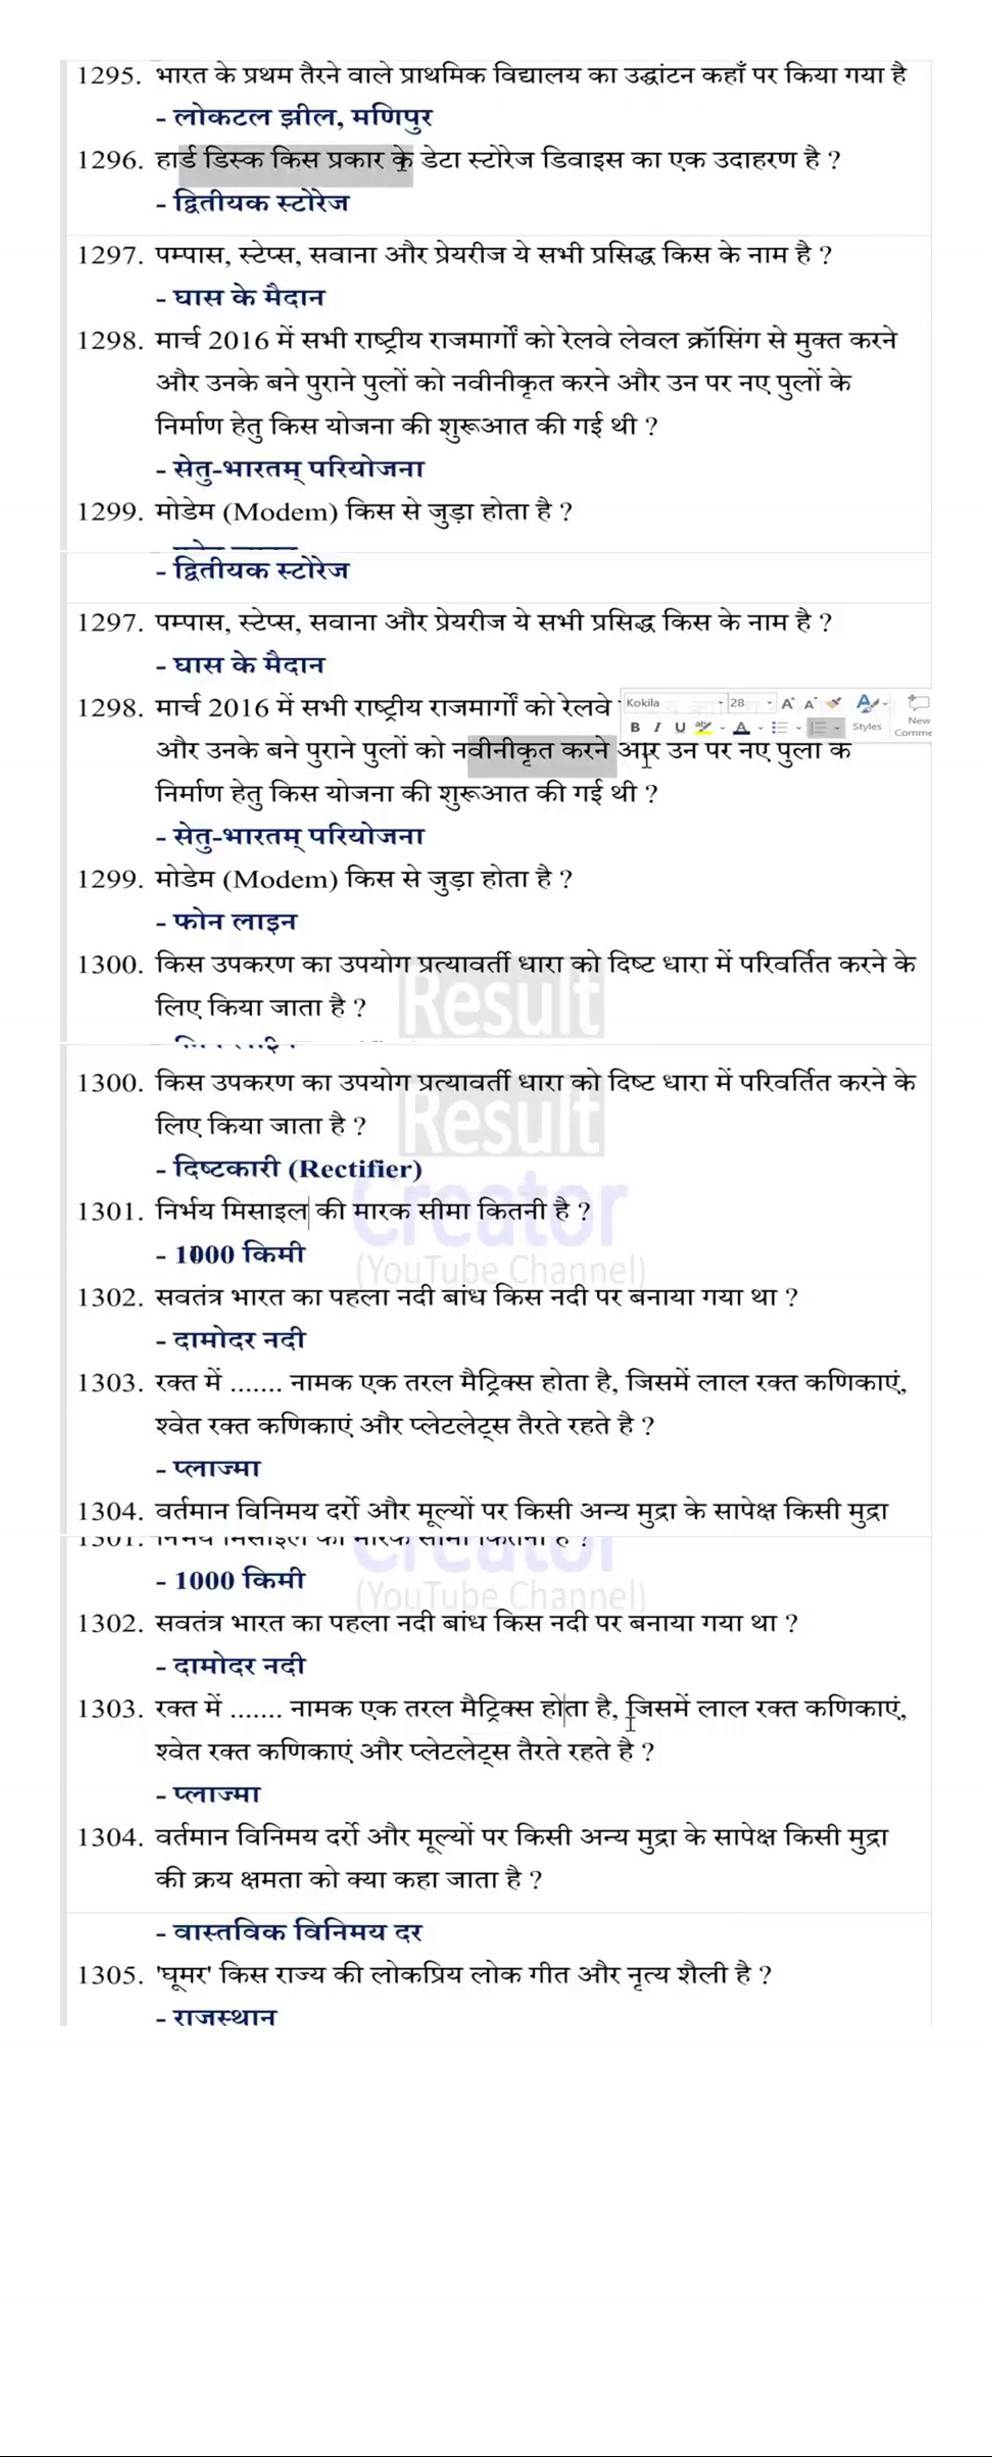 1295. भारत के प्रथम तैरने वाले प्राथमिक विद्यालय का उद्घांटन कहाँ पर किया गया है
- लोकटल झील, मणिपुर
1296. हार्ड डिस्क किस प्रकार के डेटा स्टोरेज डिवाइस का एक उदाहरण है ?
- द्वितीयक स्टोरेज
1297. पम्पास, स्टेप्स, सवाना और प्रेयरीज ये सभी प्रसिद्ध किस के नाम है ?
- घास के मैदान
1298. मार्च 2016 में सभी राष्ट्रीय राजमार्गों को रेलवे लेवल क्रॉसिंग से मुक्त करने
और उनके बने पुराने पुलों को नवीनीकृत करने और उन पर नए पुलों के
निर्माण हेतु किस योजना की शुरूआत की गई थी ?
- सेतु-भारतम् परियोजना
1299. मोडेम (Modem) किस से जुड़ा होता है ?
- द्वितीयक स्टोरेज
1297. पम्पास, स्टेप्स, सवाना और प्रेयरीज ये सभी प्रसिद्ध किस के नाम है ?
- घास के मैदान
1298. मार्च 2016 में सभी राष्ट्रीय राजमार्गों को रेलवे
Kokila 28 A A
B I U ab A Styles New Comme
और उनके बने पुराने पुलों को नवीनीकृत करने और उन पर नए पुलों के
निर्माण हेतु किस योजना की शुरूआत की गई थी ?
- सेतु-भारतम् परियोजना
1299. मोडेम (Modem) किस से जुड़ा होता है ?
- फोन लाइन
1300. किस उपकरण का उपयोग प्रत्यावर्ती धारा को दिष्ट धारा में परिवर्तित करने के
लिए किया जाता है ?
Result
1300. किस उपकरण का उपयोग प्रत्यावर्ती धारा को दिष्ट धारा में परिवर्तित करने के
लिए किया जाता है ?
Result
- दिष्टकारी (Rectifier)
Creator
1301. निर्भय मिसाइल की मारक सीमा कितनी है ?
- 1000 किमी
(YouTube Channel)
1302. सवतंत्र भारत का पहला नदी बांध किस नदी पर बनाया गया था ?
- दामोदर नदी
1303. रक्त में ....... नामक एक तरल मैट्रिक्स होता है, जिसमें लाल रक्त कणिकाएं,
श्वेत रक्त कणिकाएं और प्लेटलेट्स तैरते रहते है ?
- प्लाज्मा
1304. वर्तमान विनिमय दरों और मूल्यों पर किसी अन्य मुद्रा के सापेक्ष किसी मुद्रा
1301. निर्भय मिसाइल की मारक सीमा कितनी है ?
Creator
- 1000 किमी
(YouTube Channel)
1302. सवतंत्र भारत का पहला नदी बांध किस नदी पर बनाया गया था ?
- दामोदर नदी
1303. रक्त में ....... नामक एक तरल मैट्रिक्स होता है, जिसमें लाल रक्त कणिकाएं,
श्वेत रक्त कणिकाएं और प्लेटलेट्स तैरते रहते है ?
- प्लाज्मा
1304. वर्तमान विनिमय दरों और मूल्यों पर किसी अन्य मुद्रा के सापेक्ष किसी मुद्रा
की क्रय क्षमता को क्या कहा जाता है ?
- वास्तविक विनिमय दर
1305. 'घूमर' किस राज्य की लोकप्रिय लोक गीत और नृत्य शैली है ?
- राजस्थान